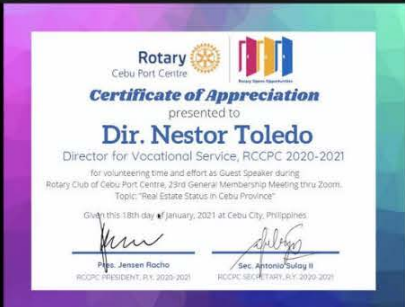 Rotary
Cebu Port Centre
Rotary Opens Opportunities
Certificate of Appreciation
presented to
Dir. Nestor Toledo
Director for Vocational Service, RCCPC 2020-2021
for volunteering time and effort as Guest Speaker during
Rotary Club of Cebu Port Centre, 23rd General Membership Meeting thru Zoom.
Topic: "Real Estate Status in Cebu Province"
Given this 18th day of January, 2021 at Cebu City, Philippines
Pres. Jensen Racho
Sec. Antonio Sulay II
RCCPC PRESIDENT, R.Y. 2020-2021
RCCPC SECRETARY, R.Y. 2020-2021